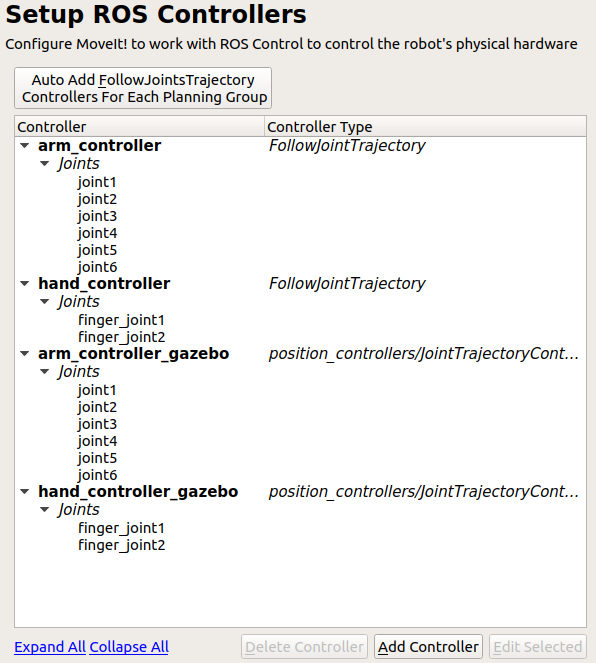 Setup ROS Controllers
Configure MoveIt! to work with ROS Control to control the robot's physical hardware
Auto Add FollowJointsTrajectory
Controllers For Each Planning Group
Controller Controller Type
arm_controller FollowJointTrajectory
Joints
joint1
joint2
joint3
joint4
joint5
joint6
hand_controller FollowJointTrajectory
Joints
finger_joint1
finger_joint2
arm_controller_gazebo position_controllers/JointTrajectoryCont...
Joints
joint1
joint2
joint3
joint4
joint5
joint6
hand_controller_gazebo position_controllers/JointTrajectoryCont...
Joints
finger_joint1
finger_joint2
Expand All Collapse All Delete Controller Add Controller Edit Selected